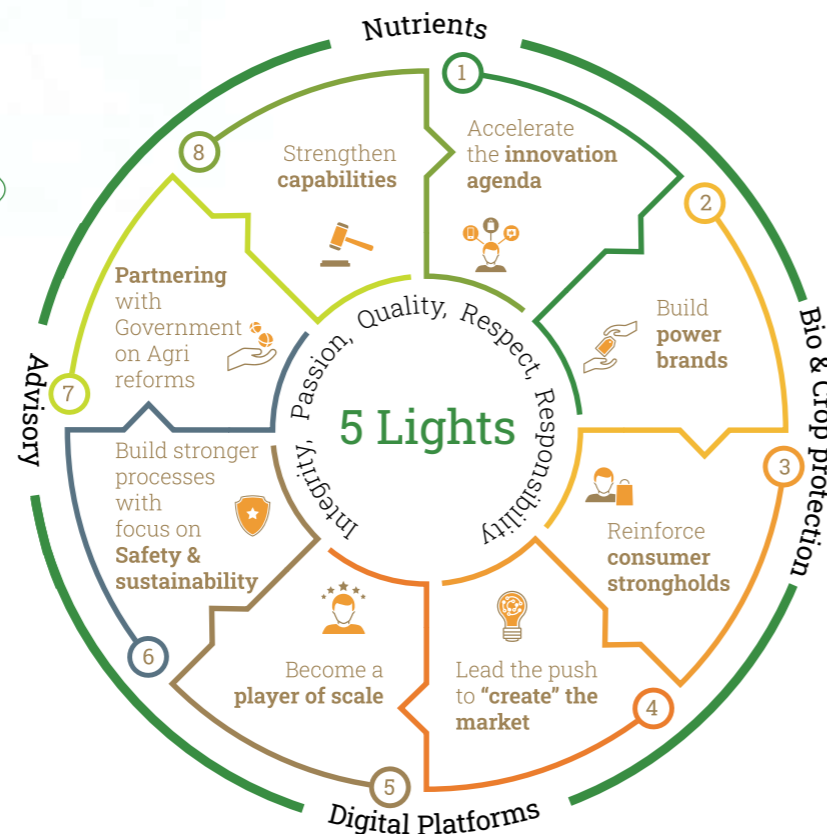 Nutrients
1
Accelerate
the innovation
agenda
2
Build
power
brands
Bio & Crop protection
3
Reinforce
consumer
strongholds
4
Lead the push
to “create” the
market
Digital Platforms
5
Become a
player of scale
6
Build stronger
processes
with
focus on
Safety &
sustainability
Advisory
7
Partnering
with
Government
on Agri
reforms
8
Strengthen
capabilities
Integrity, Passion, Quality, Respect, Responsibility
5 Lights